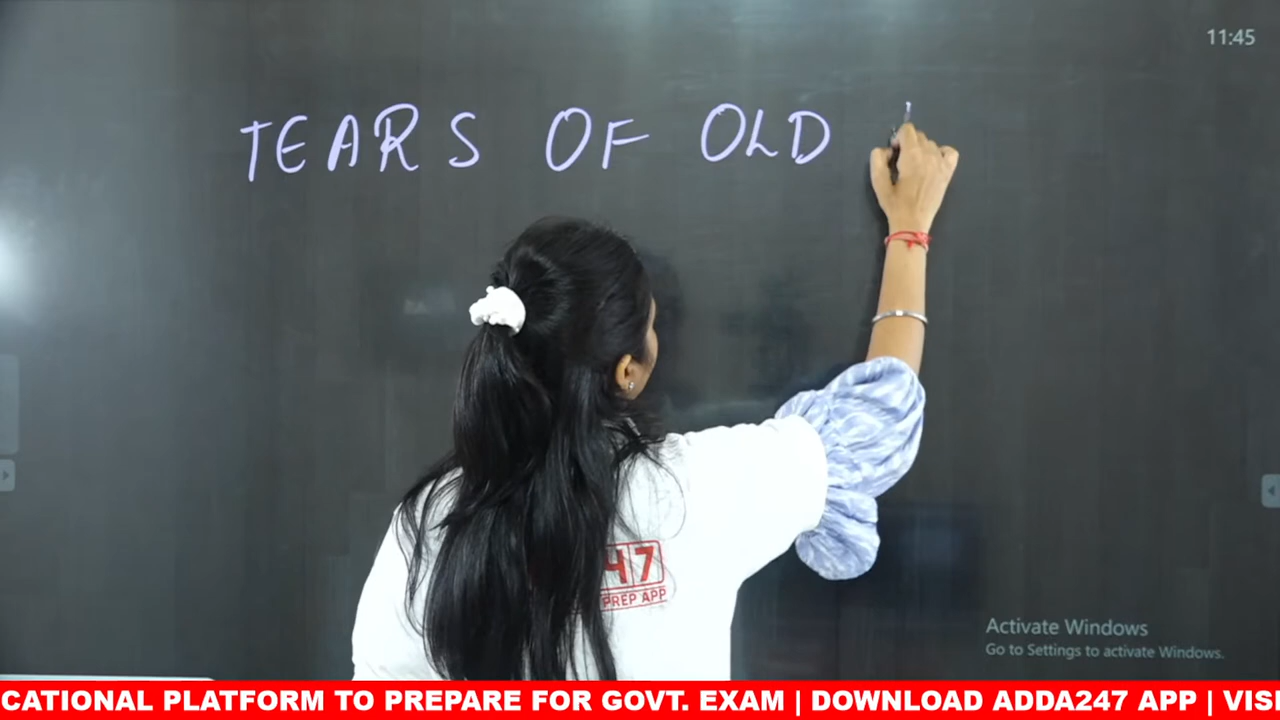 11:45
TEARS OF OLD
47
PREP APP
Activate Windows
Go to Settings to activate Windows.
CATIONAL PLATFORM TO PREPARE FOR GOVT. EXAM | DOWNLOAD ADDA247 APP | VISI